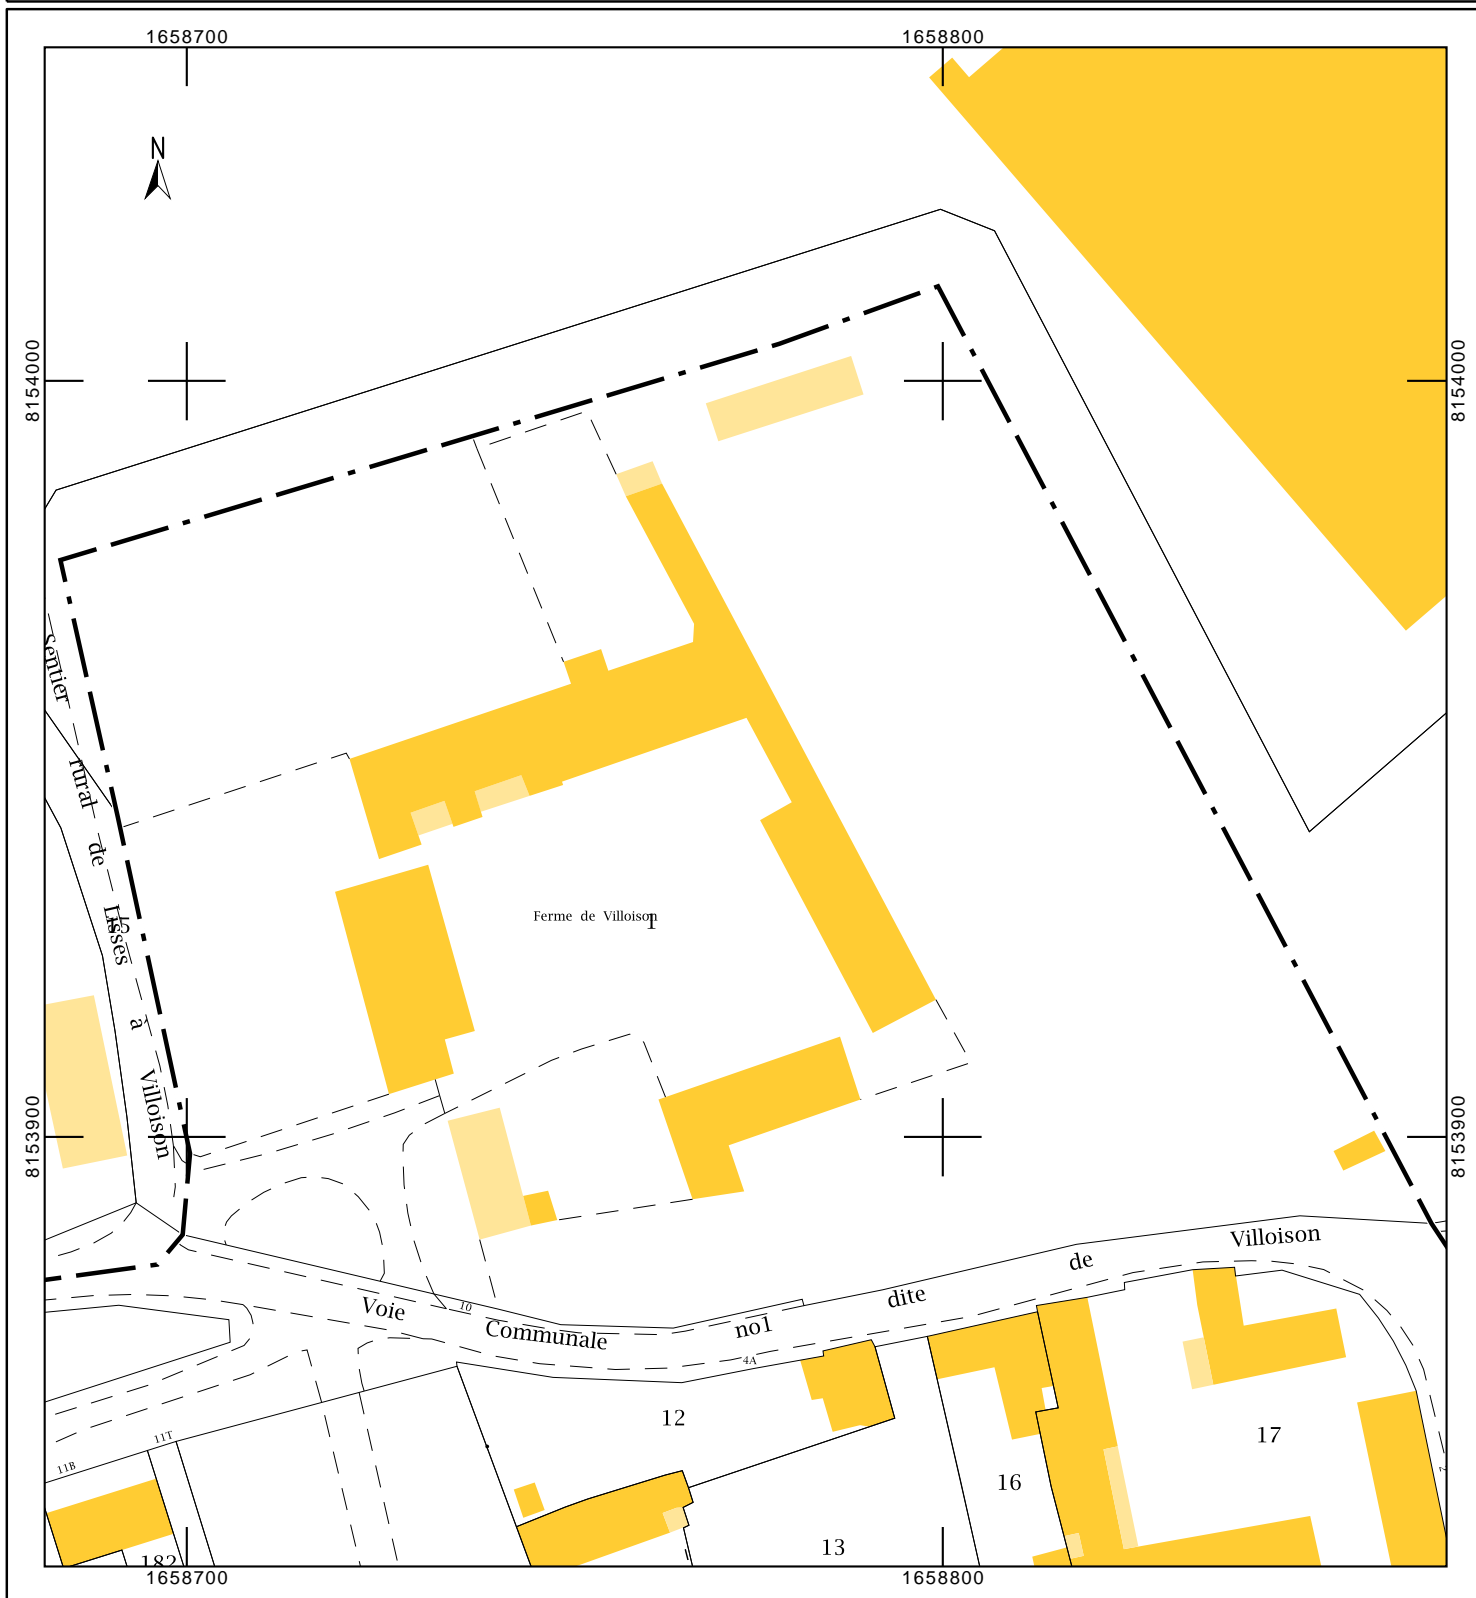 1658700
1658800
N
8154000
8154000
Sentier rural de Lisses à Villoison
Ferme de Villoison
1
8153900
8153900
Voie Communale no1 dite de Villoison
10
4A
12
17
11T
11B
16
13
182
1658700
1658800